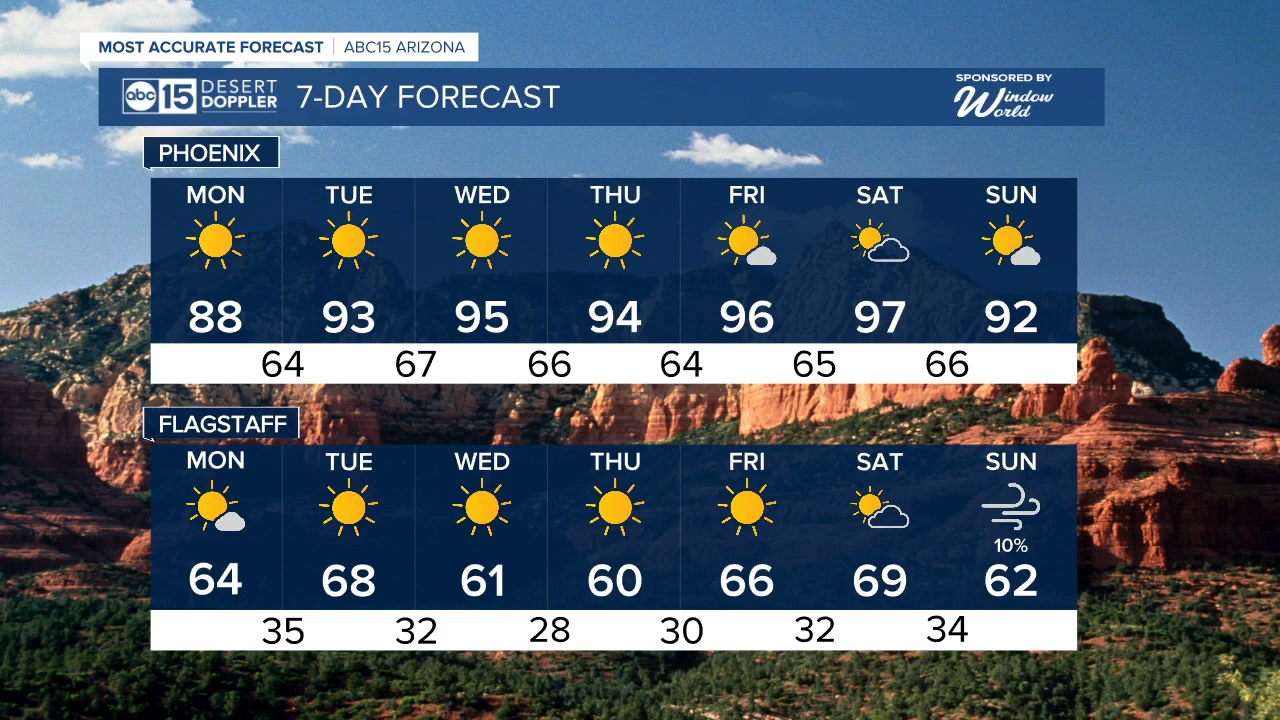 MOST ACCURATE FORECAST | ABC15 ARIZONA
abc 15 DESERT DOPPLER 7-DAY FORECAST
SPONSORED BY
Window World
PHOENIX
MON TUE WED THU FRI SAT SUN
88 93 95 94 96 97 92
64 67 66 64 65 66
FLAGSTAFF
MON TUE WED THU FRI SAT SUN
10%
64 68 61 60 66 69 62
35 32 28 30 32 34